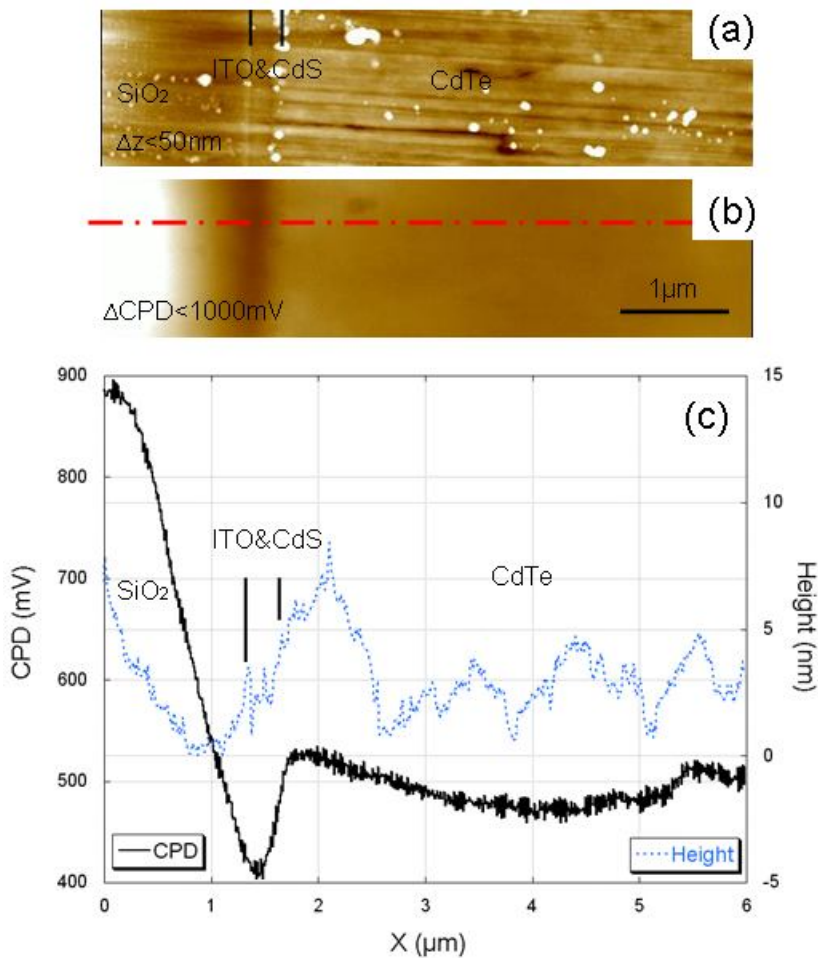 (a)
ITO&CdS
CdTe
SiO₂
Δz<50nm
(b)
1μm
ΔCPD<1000mV
900
15
(c)
800
10
ITO&CdS
700
SiO₂
CdTe
CPD (mV)
Height (nm)
5
600
0
500
CPD
Height
400
-5
0 1 2 3 4 5 6
X (μm)